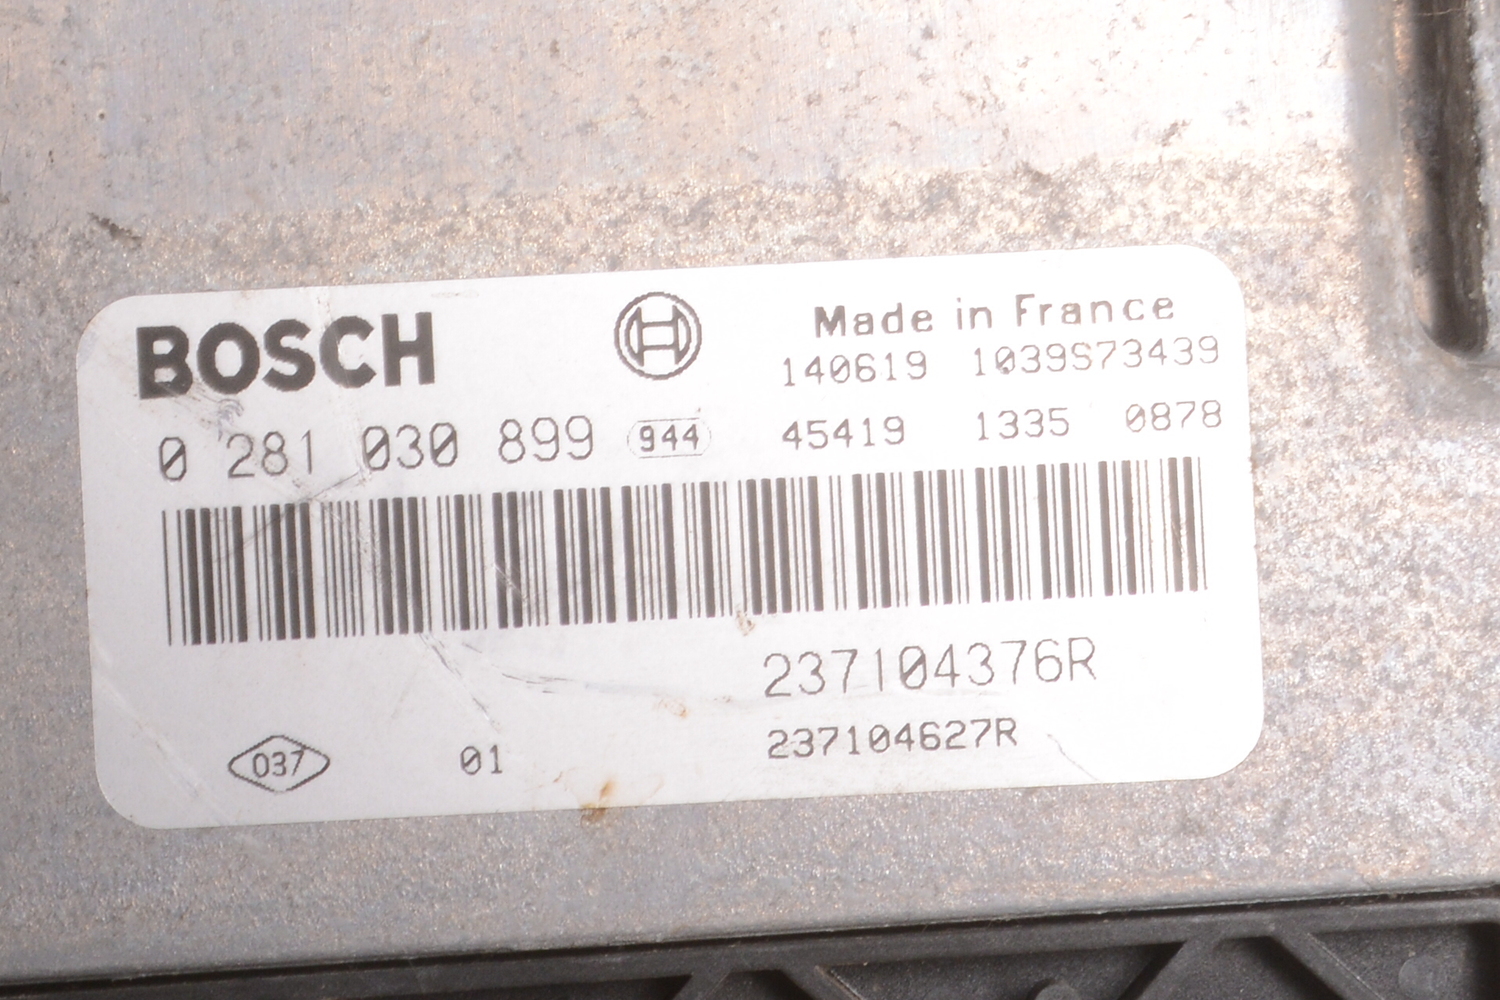 BOSCH
Made in France
140619 1039S73439
0 281 030 899 944 45419 1335 0878
237104376R
037 01 237104627R